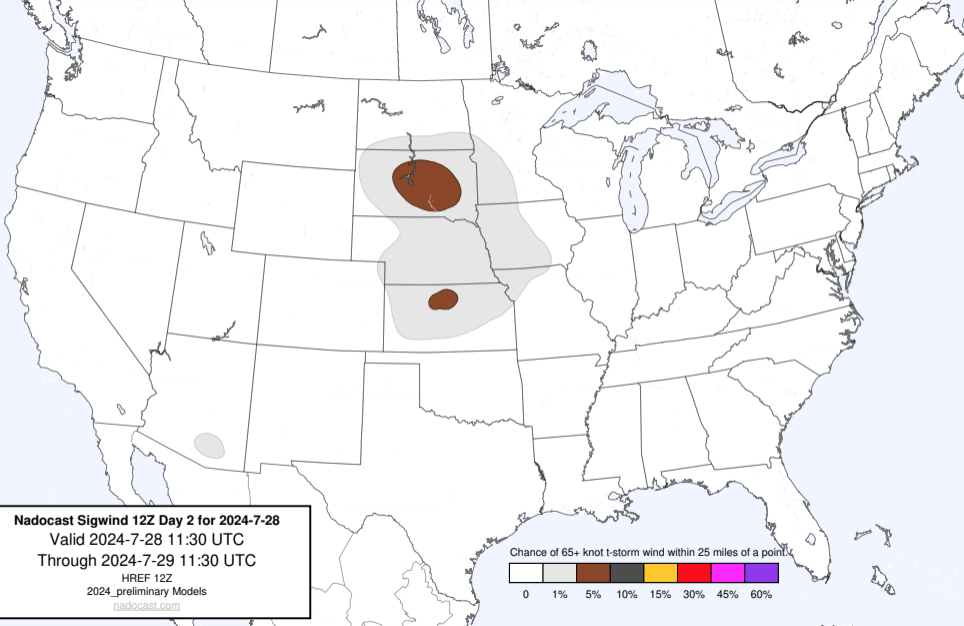 Nadocast Sigwind 12Z Day 2 for 2024-7-28
Valid 2024-7-28 11:30 UTC
Through 2024-7-29 11:30 UTC
HREF 12Z
2024_preliminary Models
nadocast.com
Chance of 65+ knot t-storm wind within 25 miles of a point.
0 1% 5% 10% 15% 30% 45% 60%